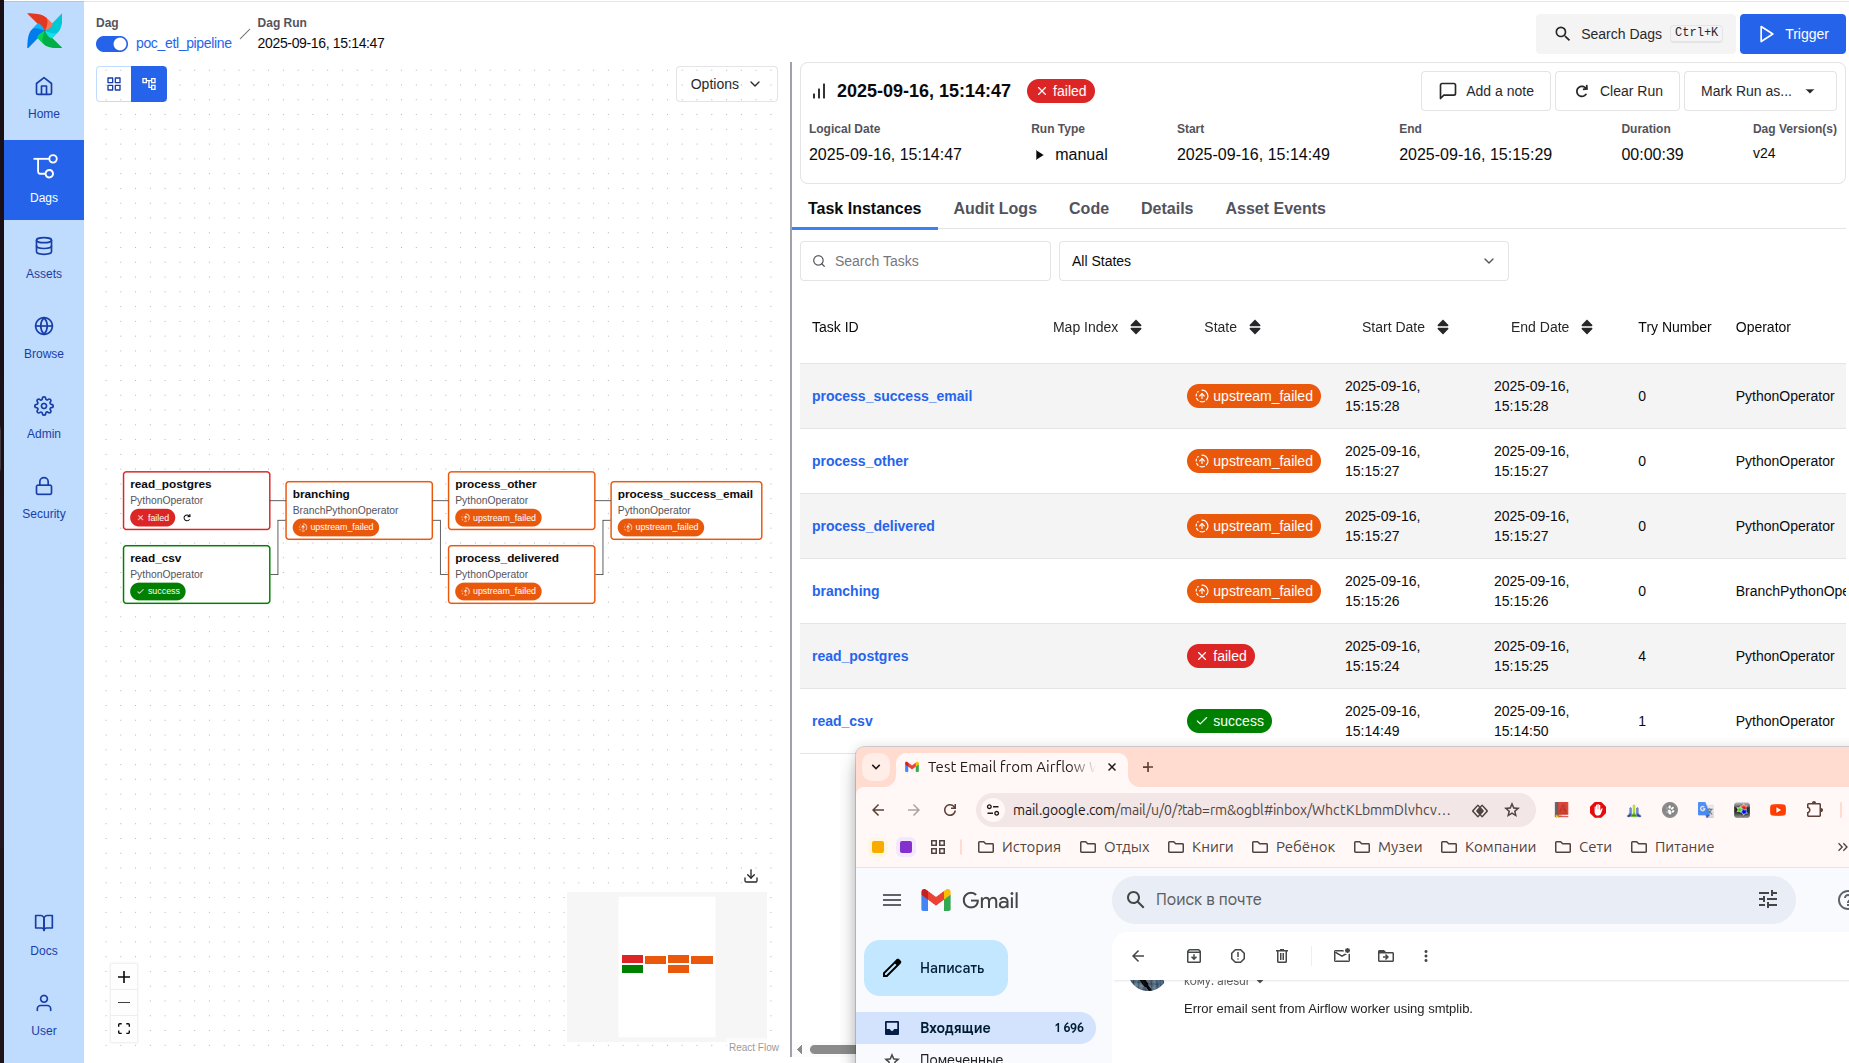 Dag
poc_etl_pipeline
Dag Run
2025-09-16, 15:14:47
Search Dags Ctrl+K
Trigger
Home
Dags
Assets
Browse
Admin
Security
Docs
User
Options
read_postgres
PythonOperator
failed
read_csv
PythonOperator
success
branching
BranchPythonOperator
upstream_failed
process_other
PythonOperator
upstream_failed
process_delivered
PythonOperator
upstream_failed
process_success_email
PythonOperator
upstream_failed
React Flow
2025-09-16, 15:14:47 failed
Add a note
Clear Run
Mark Run as...
Logical Date Run Type Start End Duration Dag Version(s)
2025-09-16, 15:14:47 manual 2025-09-16, 15:14:49 2025-09-16, 15:15:29 00:00:39 v24
Task Instances Audit Logs Code Details Asset Events
Search Tasks
All States
Task ID Map Index State Start Date End Date Try Number Operator
process_success_email upstream_failed 2025-09-16, 15:15:28 2025-09-16, 15:15:28 0 PythonOperator
process_other upstream_failed 2025-09-16, 15:15:27 2025-09-16, 15:15:27 0 PythonOperator
process_delivered upstream_failed 2025-09-16, 15:15:27 2025-09-16, 15:15:27 0 PythonOperator
branching upstream_failed 2025-09-16, 15:15:26 2025-09-16, 15:15:26 0 BranchPythonOpe
read_postgres failed 2025-09-16, 15:15:24 2025-09-16, 15:15:25 4 PythonOperator
read_csv success 2025-09-16, 15:14:49 2025-09-16, 15:14:50 1 PythonOperator
Test Email from Airflow
mail.google.com/mail/u/0/?tab=rm&ogbl#inbox/WhctKLbmmDlvhcv...
История Отдых Книги Ребёнок Музеи Компании Сети Питание
Gmail
Поиск в почте
Написать
кому: alesur
Error email sent from Airflow worker using smtplib.
Входящие 1 696
Помеченные